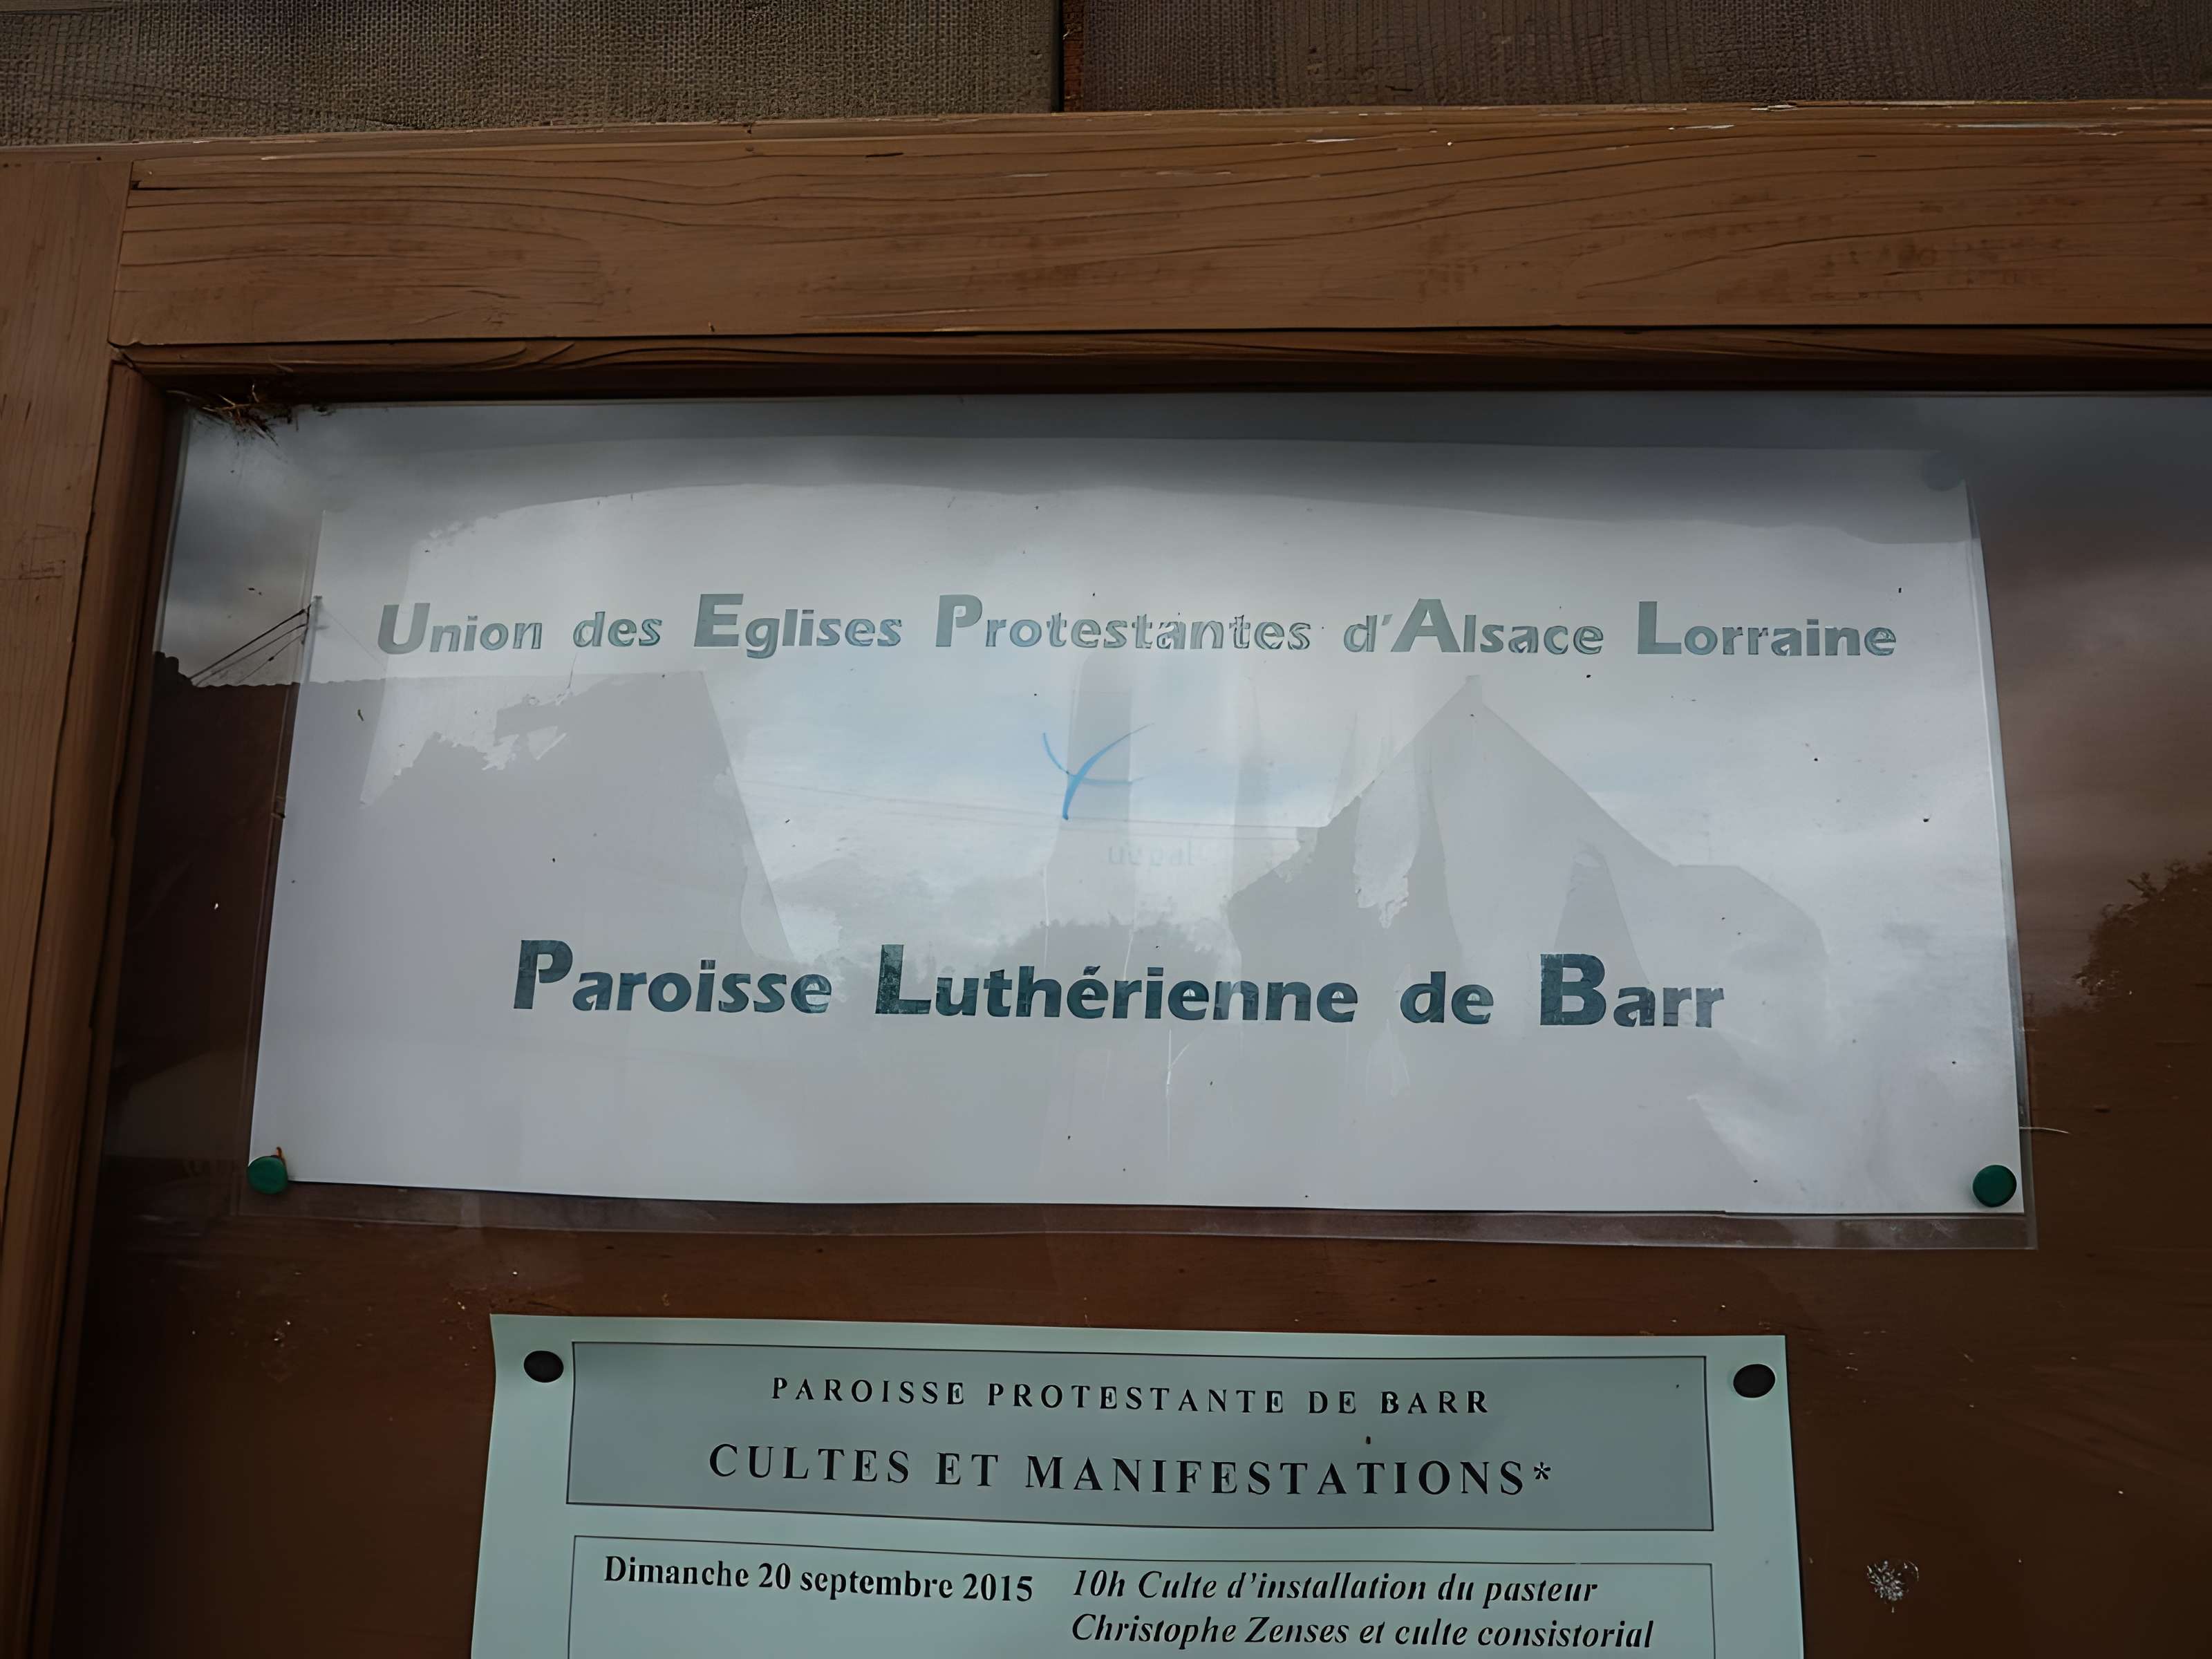 Union des Eglises Protestantes d'Alsace Lorraine
Paroisse Luthérienne de Barr
PAROISSE PROTESTANTE DE BARR
CULTES ET MANIFESTATIONS*
Dimanche 20 septembre 2015 10h Culte d'installation du pasteur
Christophe Zenses et culte consistorial